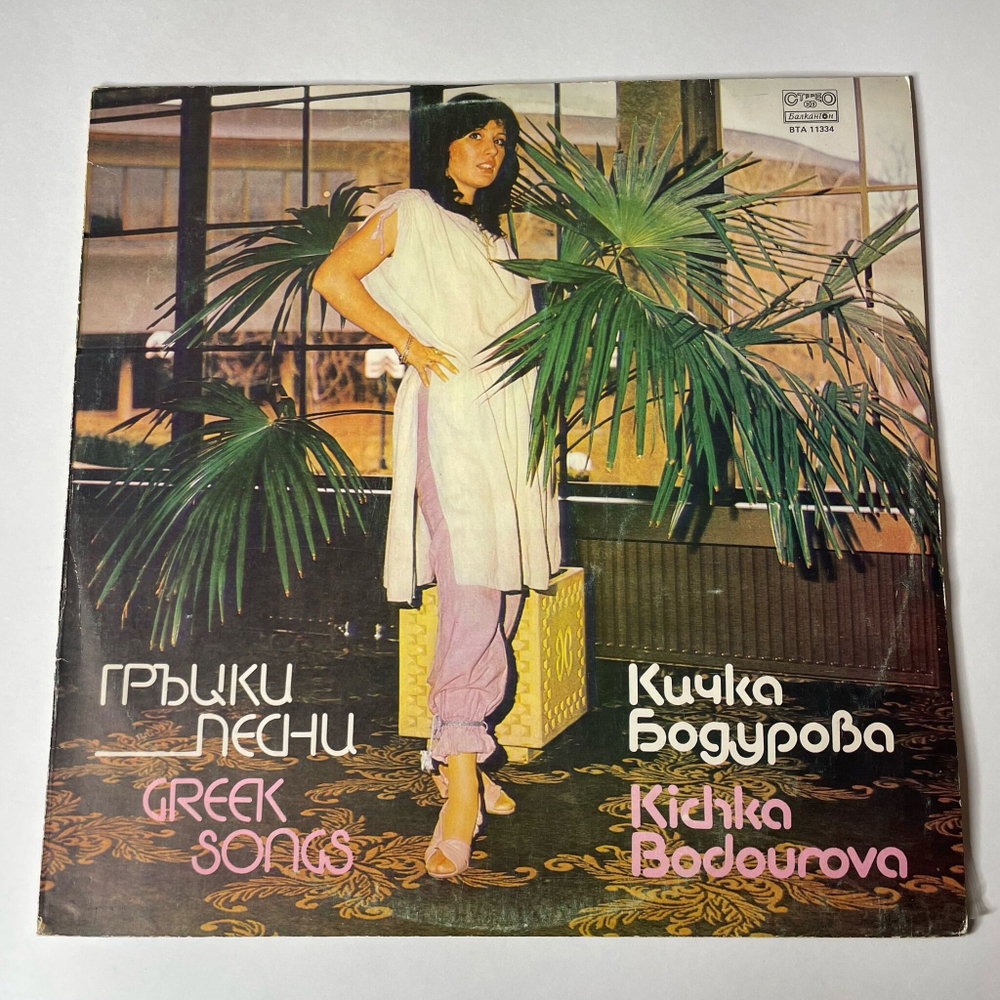 СТЕРЕО
Балкантон
ВТА 11334
ГРЪЦКИ
ПЕСНИ
GREEK
SONGS
Кичка
Бодурова
Kichka
Bodourova